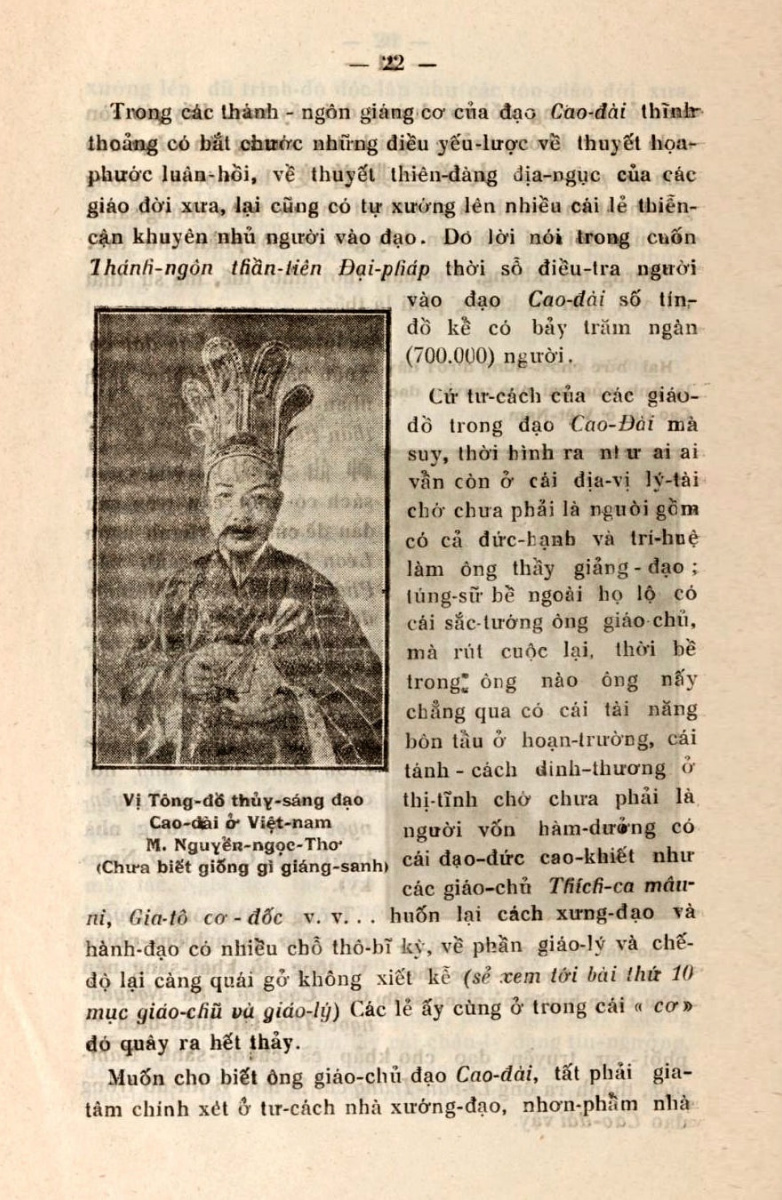 — 22 —
Trong các thánh - ngôn giáng cơ của đạo Cao-đài thỉnh
thoảng có bắt chước những điều yếu-lược về thuyết họa-
phước luân-hồi, về thuyết thiên-đàng địa-ngục của các
giáo đời xưa, lại cũng có tự xướng lên nhiều cái lẻ thiển-
cận khuyên nhủ người vào đạo. Do lời nói trong cuốn
Thánh-ngôn thần-tiên Đại-pháp thời sổ điều-tra người
vào đạo Cao-đài số tín-
đồ kể có bảy trăm ngàn
(700.000) người.
Cứ tư-cách của các giáo-
đồ trong đạo Cao-Đài mà
suy, thời hình ra như ai ai
vẫn còn ở cái địa-vị lý-tài
chớ chưa phải là người gồm
có cả đức-hạnh và trí-huệ
làm ông thầy giảng - đạo ;
túng-sử bề ngoài họ lộ có
cái sắc-tướng ông giáo chủ,
mà rút cuộc lại, thời bề
trong ông nào ông nấy
chẳng qua có cái tài năng
bôn tẩu ở hoạn-trường, cái
tánh - cách dinh-thương ở
thị-tĩnh chớ chưa phải là
người vốn hàm-dưởng có
cái đạo-đức cao-khiết như
các giáo-chủ Thích-ca mâu-
Vị Tông-đồ thủy-sáng đạo
Cao-đài ở Việt-nam
M. Nguyễn-ngọc-Thơ
(Chưa biết giống gì giáng-sanh)
ni, Gia-tô cơ - đốc v. v. . . huốn lại cách xưng-đạo và
hành-đạo có nhiều chỗ thô-bĩ kỳ, về phần giáo-lý và chế-
độ lại càng quái gở không xiết kể (sẻ xem tới bài thứ 10
mục giáo-chũ và giáo-lý) Các lẻ ấy cùng ở trong cái « cơ »
đó quây ra hết thảy.
Muốn cho biết ông giáo-chủ đạo Cao-đài, tất phải gia-
tâm chính xét ở tư-cách nhà xướng-đạo, nhơn-phẩm nhà